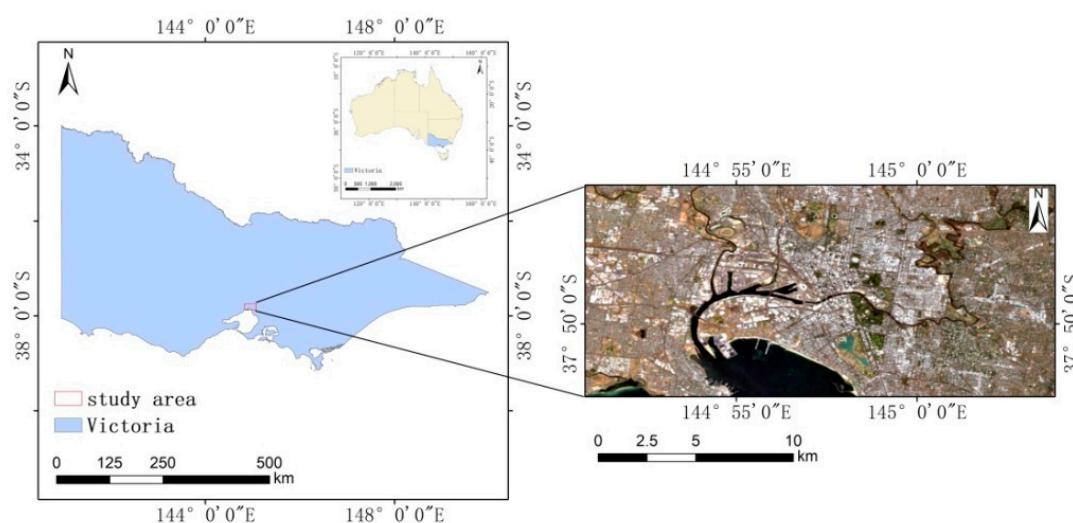 144° 0'0"E 148° 0'0"E
N
34° 0'0"S
38° 0'0"S
N
Victoria
34° 0'0"S
38° 0'0"S
study area
Victoria
0 125 250 500
km
144° 0'0"E 148° 0'0"E
144° 55'0"E 145° 0'0"E
N
37° 50'0"S
37° 50'0"S
144° 55'0"E 145° 0'0"E
0 2.5 5 10
km